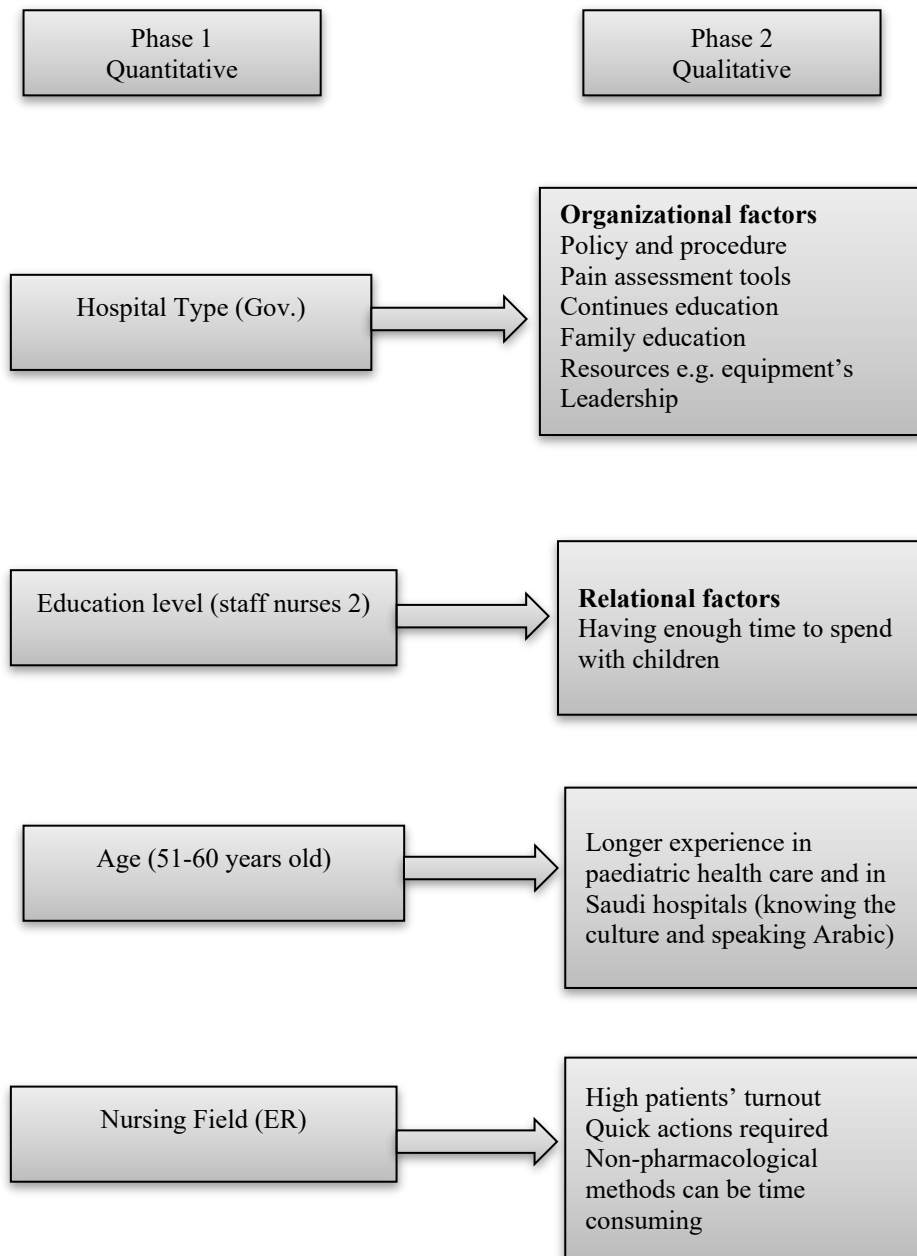 Phase 1
Quantitative
Phase 2
Qualitative
Hospital Type (Gov.)
Organizational factors
Policy and procedure
Pain assessment tools
Continues education
Family education
Resources e.g. equipment’s
Leadership
Education level (staff nurses 2)
Relational factors
Having enough time to spend
with children
Age (51-60 years old)
Longer experience in
paediatric health care and in
Saudi hospitals (knowing the
culture and speaking Arabic)
Nursing Field (ER)
High patients’ turnout
Quick actions required
Non-pharmacological
methods can be time
consuming